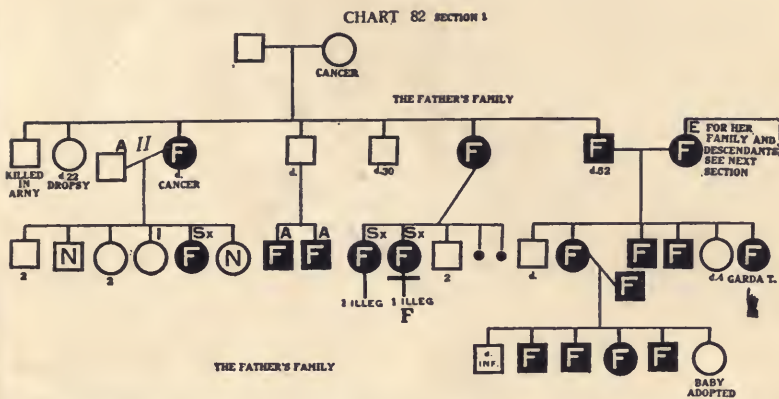 CHART 82 SECTION 1
CANCER
THE FATHER'S FAMILY
A II F F F F E FOR HER
FAMILY AND
DESCENDANTS
SEE NEXT
SECTION
KILLED
IN
ARMY
d.22
DROPSY
d.
CANCER
d.
d.30
d.52
1 Sx A A Sx Sx
N F N F F F F F F F F
2 2 2 d. d.4 GARDA T.
F
1 ILLEG
F
THE FATHER'S FAMILY
d.
INF.
F F F F
BABY
ADOPTED